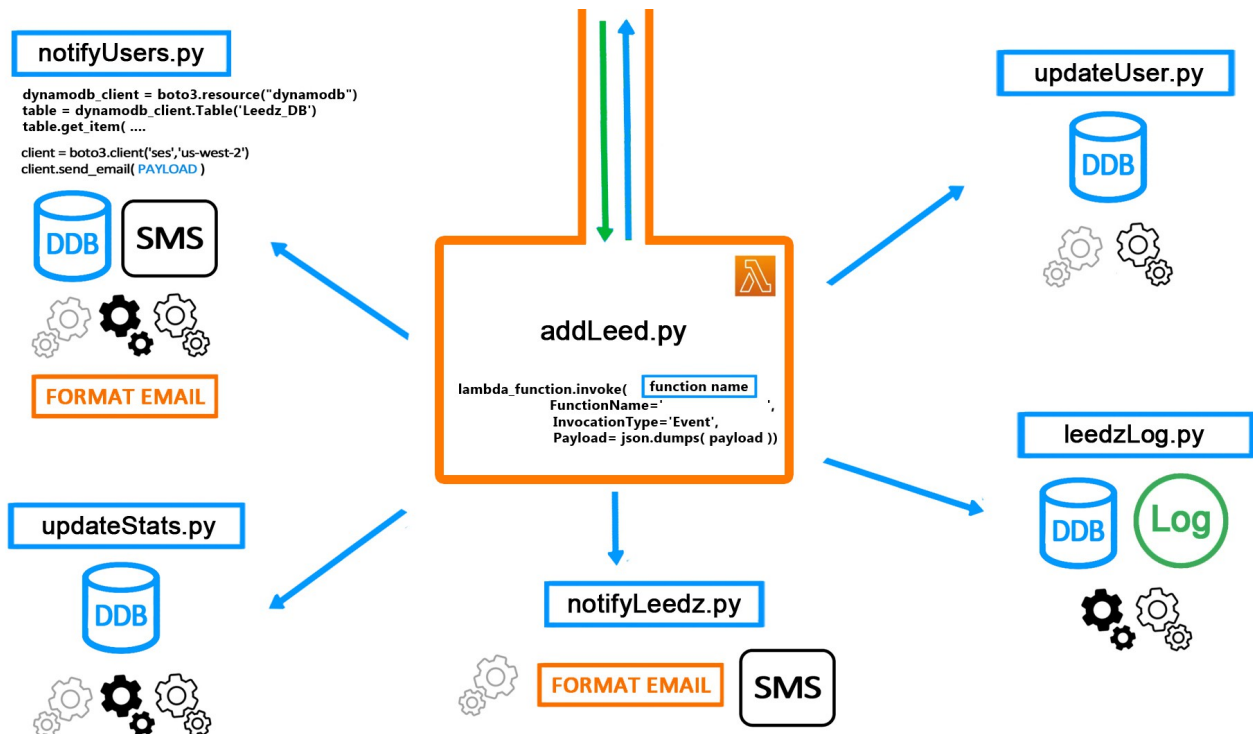 notifyUsers.py
dynamodb_client = boto3.resource("dynamodb")
table = dynamodb_client.Table('Leedz_DB')
table.get_item( ....
client = boto3.client('ses','us-west-2')
client.send_email( PAYLOAD )
DDB
SMS
FORMAT EMAIL
updateUser.py
DDB
addLeed.py
lambda_function.invoke( function name
FunctionName=' ',
InvocationType='Event',
Payload= json.dumps( payload ))
leedzLog.py
DDB
Log
updateStats.py
DDB
notifyLeedz.py
FORMAT EMAIL
SMS